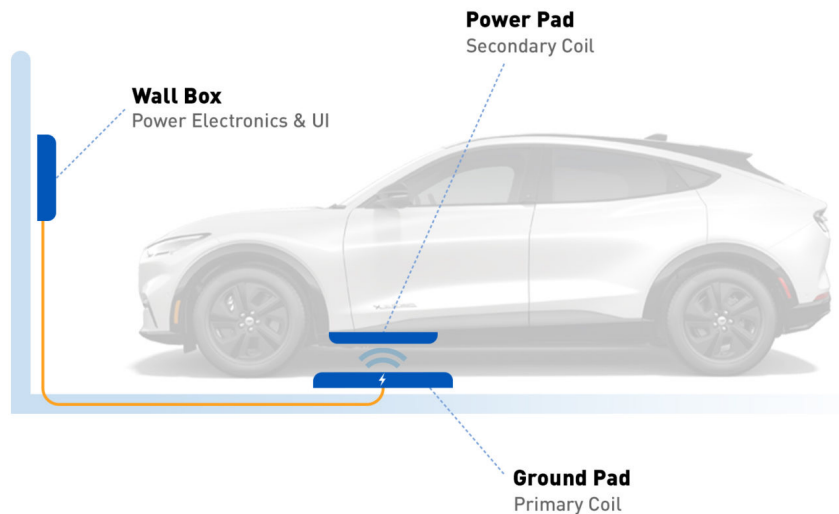 Power Pad
Secondary Coil
Wall Box
Power Electronics & UI
Ground Pad
Primary Coil